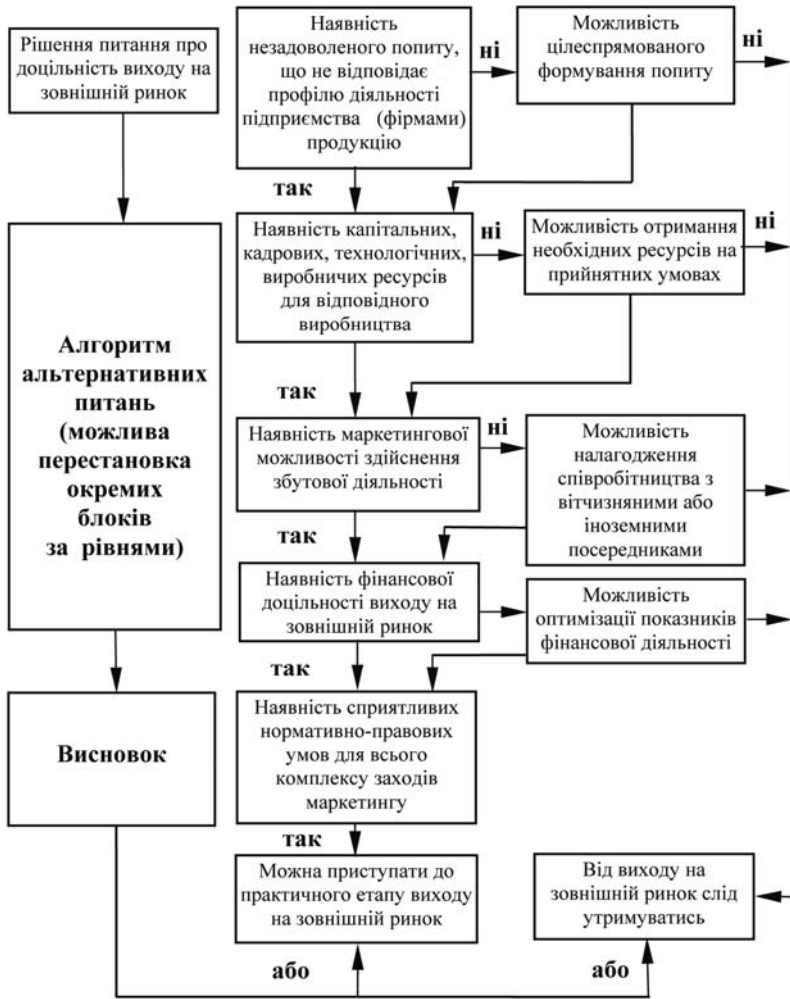 Рішення питання про
доцільність виходу на
зовнішній ринок
Наявність
незадоволеного попиту,
що не відповідає
профілю діяльності
підприємства (фірмами)
продукцію
ні
Можливість
цілеспрямованого
формування попиту
ні
так
Алгоритм
альтернативних
питань
(можлива
перестановка
окремих
блоків
за рівнями)
Наявність капітальних,
кадрових, технологічних,
виробничих ресурсів
для відповідного
виробництва
ні
Можливість отримання
необхідних ресурсів на
прийнятних умовах
ні
так
Наявність маркетингової
можливості здійснення
збутової діяльності
ні
Можливість
налагодження
співробітництва з
вітчизняними або
іноземними
посередниками
так
Наявність фінансової
доцільності виходу на
зовнішній ринок
Можливість
оптимізації показників
фінансової діяльності
так
Висновок
Наявність сприятливих
нормативно-правових
умов для всього
комплексу заходів
маркетингу
так
Можна приступати до
практичного етапу виходу
на зовнішній ринок
Від виходу на
зовнішній ринок слід
утримуватись
або
або